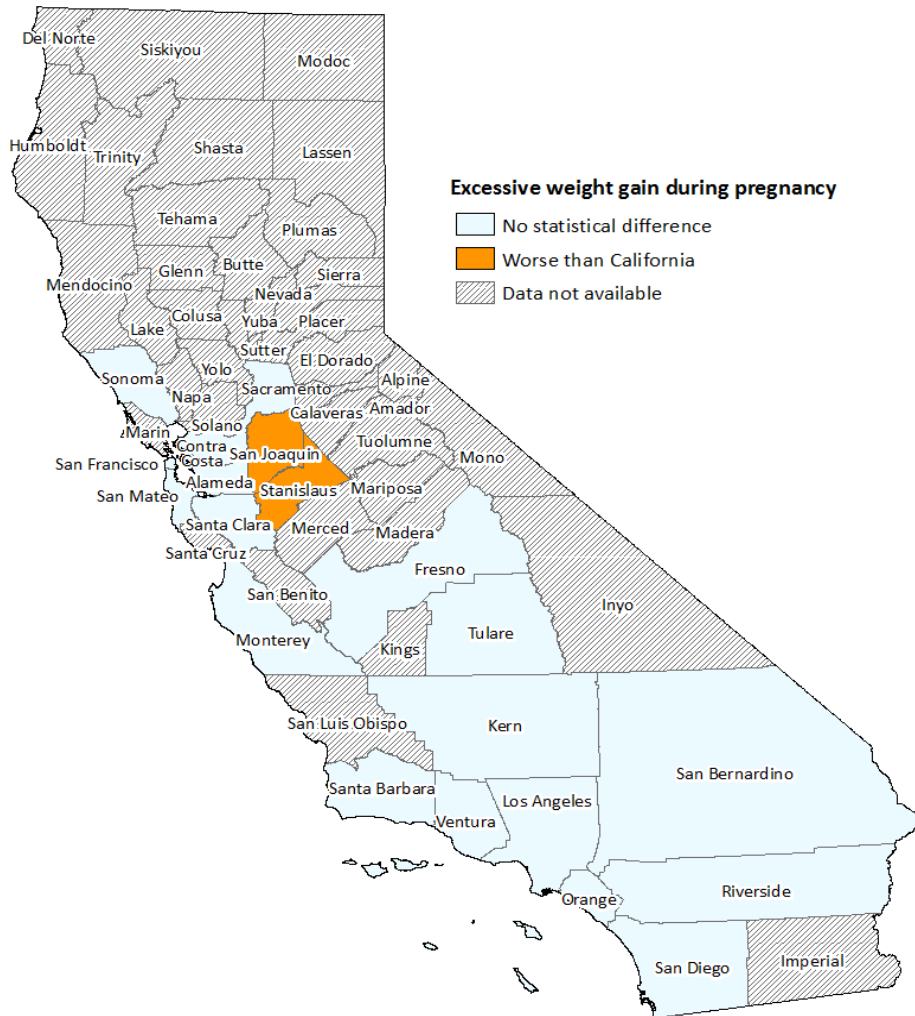 Del Norte
Siskiyou
Modoc
Humboldt
Trinity
Shasta
Lassen
Excessive weight gain during pregnancy
No statistical difference
Worse than California
Data not available
Tehama
Plumas
Glenn
Butte
Sierra
Mendocino
Nevada
Colusa
Lake
Yuba
Placer
Sutter
El Dorado
Yolo
Sonoma
Sacramento
Alpine
Napa
Calaveras
Amador
Solano
Marin
Tuolumne
Contra
Costa
San Joaquin
Mono
San Francisco
Alameda
Stanislaus
Mariposa
San Mateo
Santa Clara
Merced
Madera
Santa Cruz
Fresno
San Benito
Inyo
Monterey
Tulare
Kings
San Luis Obispo
Kern
San Bernardino
Santa Barbara
Los Angeles
Ventura
Riverside
Orange
San Diego
Imperial